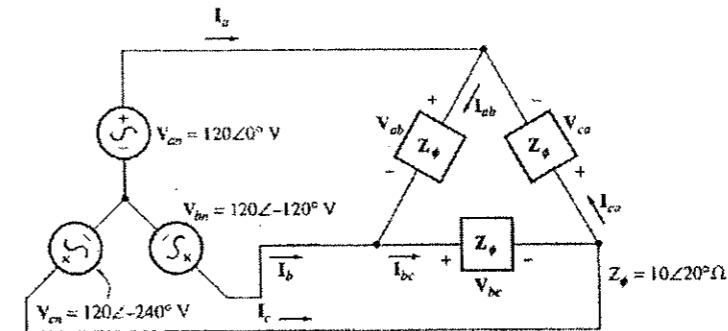 I_a
V_ab
I_ab
V_ca
V_an = 120∠0° V
Z_ϕ
Z_ϕ
I_ca
V_bn = 120∠-120° V
Z_ϕ
I_b
I_bc
V_bc
Z_ϕ = 10∠20° Ω
V_cn = 120∠-240° V
I_c